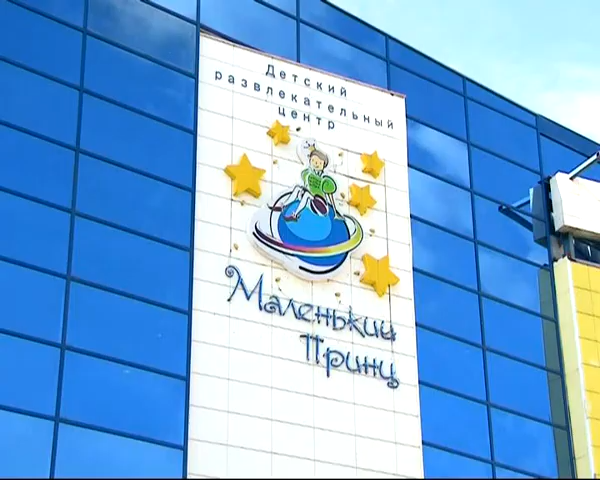 Детский
развлекательный
центр
Маленький
Принц